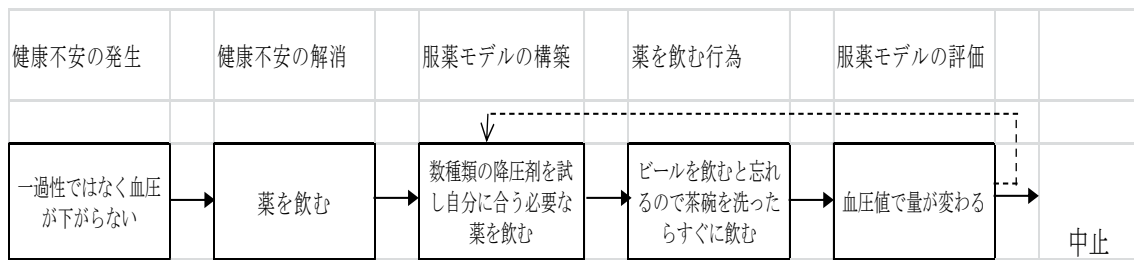 健康不安の発生
健康不安の解消
服薬モデルの構築
薬を飲む行為
服薬モデルの評価
一過性ではなく血圧
が下がらない
薬を飲む
数種類の降圧剤を試
し自分に合う必要な
薬を飲む
ビールを飲むと忘れ
るので茶碗を洗った
らすぐに飲む
血圧値で量が変わる
中止